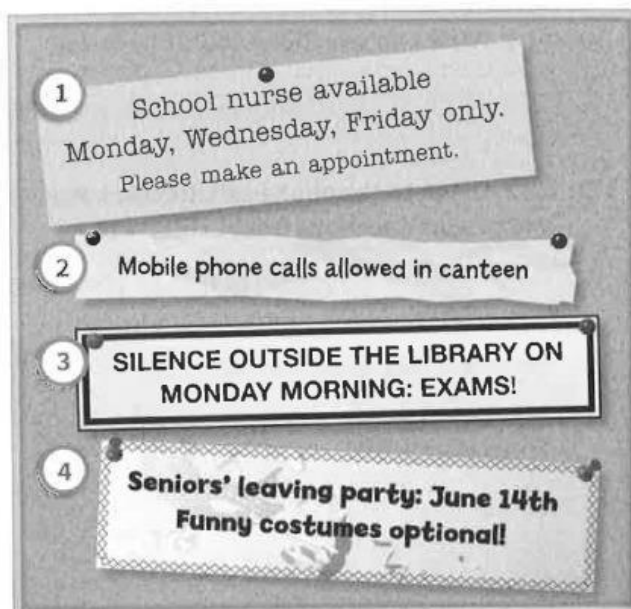 1
School nurse available
Monday, Wednesday, Friday only.
Please make an appointment.
2
Mobile phone calls allowed in canteen
3
SILENCE OUTSIDE THE LIBRARY ON
MONDAY MORNING: EXAMS!
4
Seniors' leaving party: June 14th
Funny costumes optional!